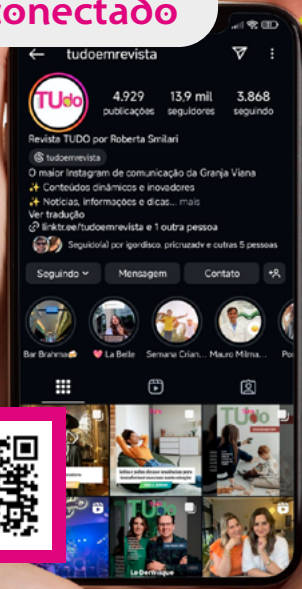 conectado
tudoemrevista
TUdo
4.929 13,9 mil 3.868
publicações seguidores seguindo
Revista TUDO por Roberta Smilari
tudoemrevista
O maior Instagram de comunicação da Granja Viana
✨ Conteúdos dinâmicos e inovadores
✨ Notícias, informações e dicas... mais
Ver tradução
linktr.ee/tudoemrevista e 1 outra pessoa
Seguido(a) por igordisco, pricruzadv e outras 5 pessoas
Seguindo Mensagem Contato
Bar Brahma🍻 ❤️ La Belle Semana Crian... Mauro Milma...
TUdo
TUdo
La Dermique